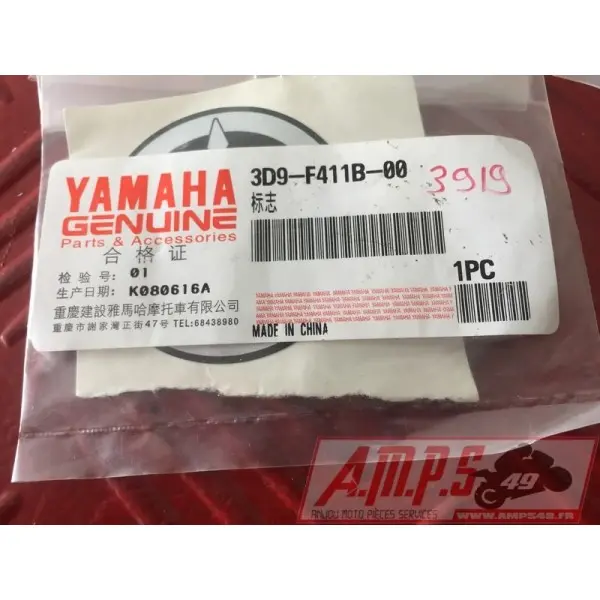 YAMAHA
GENUINE
Parts & Accessories
合格证
检验号: 01
生产日期: K080616A
重慶建設雅馬哈摩托車有限公司
重慶市謝家灣正街47号 TEL:68438980
3D9-F411B-00
标志
3919
1PC
MADE IN CHINA
A.M.P.S 49
ANJOU MOTO PIÈCES SERVICES
WWW.AMPS49.FR